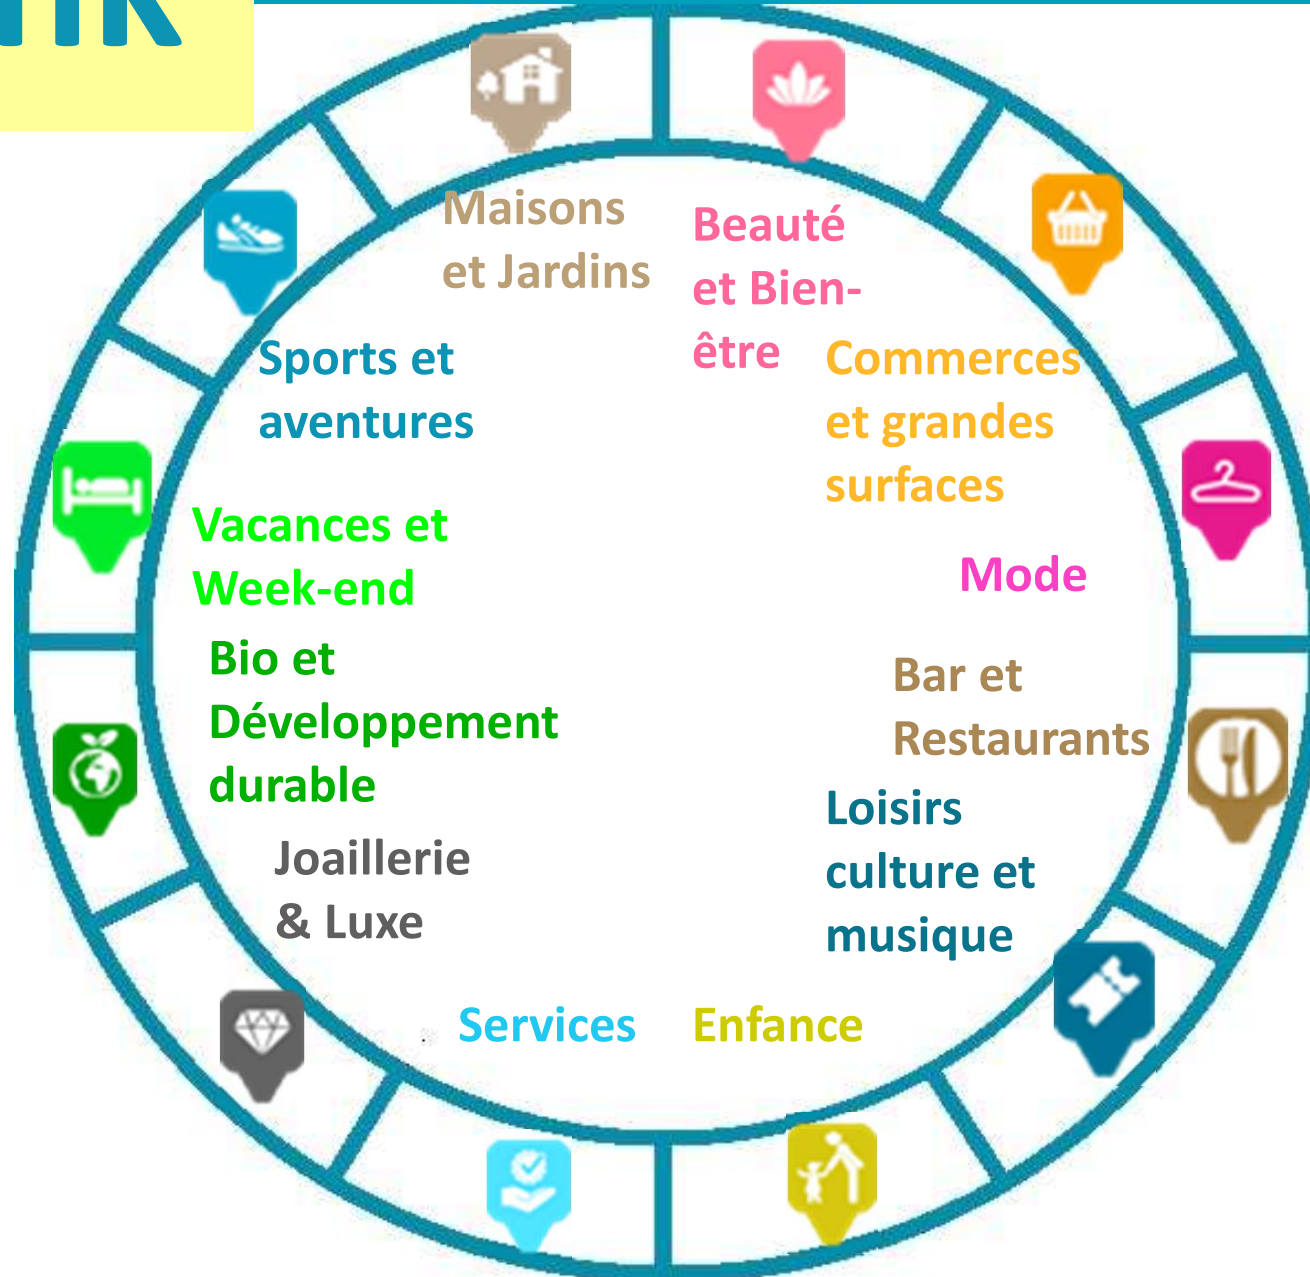 Maisons
et Jardins
Beauté
et Bien-
être
Commerces
et grandes
surfaces
Mode
Bar et
Restaurants
Loisirs
culture et
musique
Enfance
Services
Joaillerie
& Luxe
Bio et
Développement
durable
Vacances et
Week-end
Sports et
aventures